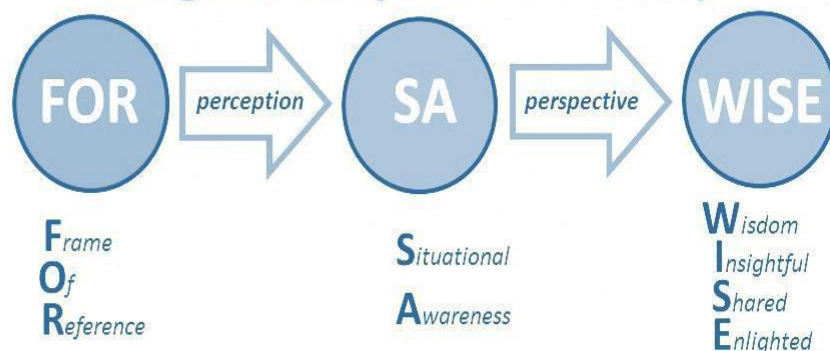 FOR
perception
SA
perspective
WISE
Frame
Of
Reference
Situational
Awareness
Wisdom
Insightful
Shared
Enlighted